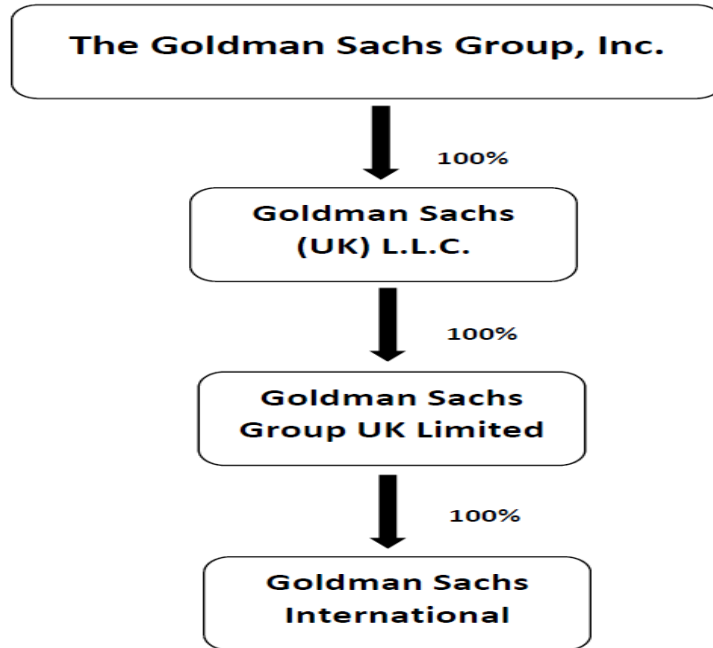 The Goldman Sachs Group, Inc.
100%
Goldman Sachs
(UK) L.L.C.
100%
Goldman Sachs
Group UK Limited
100%
Goldman Sachs
International